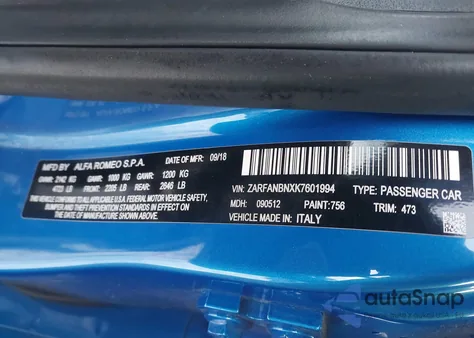 MFD BY: ALFA ROMEO S.P.A. DATE OF MFR: 09/18
GVWR: 2142 KG GAWR: 1000 KG GAWR: 1200 KG
4723 LB FRONT: 2205 LB REAR: 2646 LB
THIS VEHICLE CONFORMS TO ALL APPLICABLE U.S.A. FEDERAL MOTOR VEHICLE SAFETY,
BUMPER AND THEFT PREVENTION STANDARDS IN EFFECT
ON THE DATE OF MANUFACTURE SHOWN ABOVE.
VIN: ZARFANBNXK7601994 TYPE: PASSENGER CAR
MDH: 090512 PAINT:756 TRIM: 473
VEHICLE MADE IN: ITALY
autoSnap